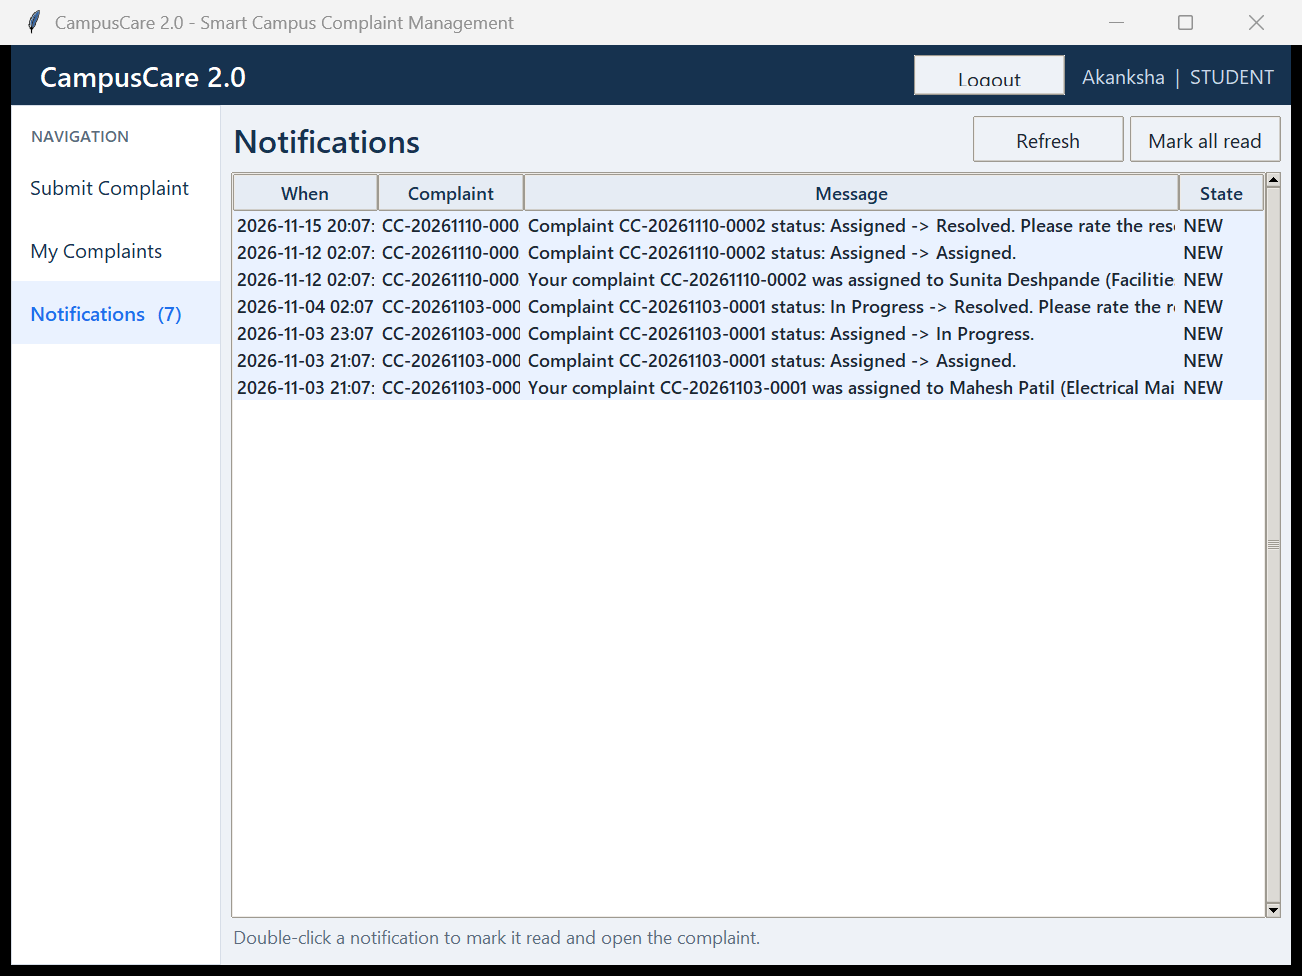 CampusCare 2.0 - Smart Campus Complaint Management
CampusCare 2.0
Logout
Akanksha | STUDENT
NAVIGATION
Submit Complaint
My Complaints
Notifications (7)
Notifications
Refresh
Mark all read
When Complaint Message State
2026-11-15 20:07: CC-20261110-000 Complaint CC-20261110-0002 status: Assigned -> Resolved. Please rate the res NEW
2026-11-12 02:07: CC-20261110-000 Complaint CC-20261110-0002 status: Assigned -> Assigned. NEW
2026-11-12 02:07: CC-20261110-000 Your complaint CC-20261110-0002 was assigned to Sunita Deshpande (Facilitie NEW
2026-11-04 02:07 CC-20261103-000 Complaint CC-20261103-0001 status: In Progress -> Resolved. Please rate the r NEW
2026-11-03 23:07 CC-20261103-000 Complaint CC-20261103-0001 status: Assigned -> In Progress. NEW
2026-11-03 21:07: CC-20261103-000 Complaint CC-20261103-0001 status: Assigned -> Assigned. NEW
2026-11-03 21:07: CC-20261103-000 Your complaint CC-20261103-0001 was assigned to Mahesh Patil (Electrical Mai NEW
Double-click a notification to mark it read and open the complaint.